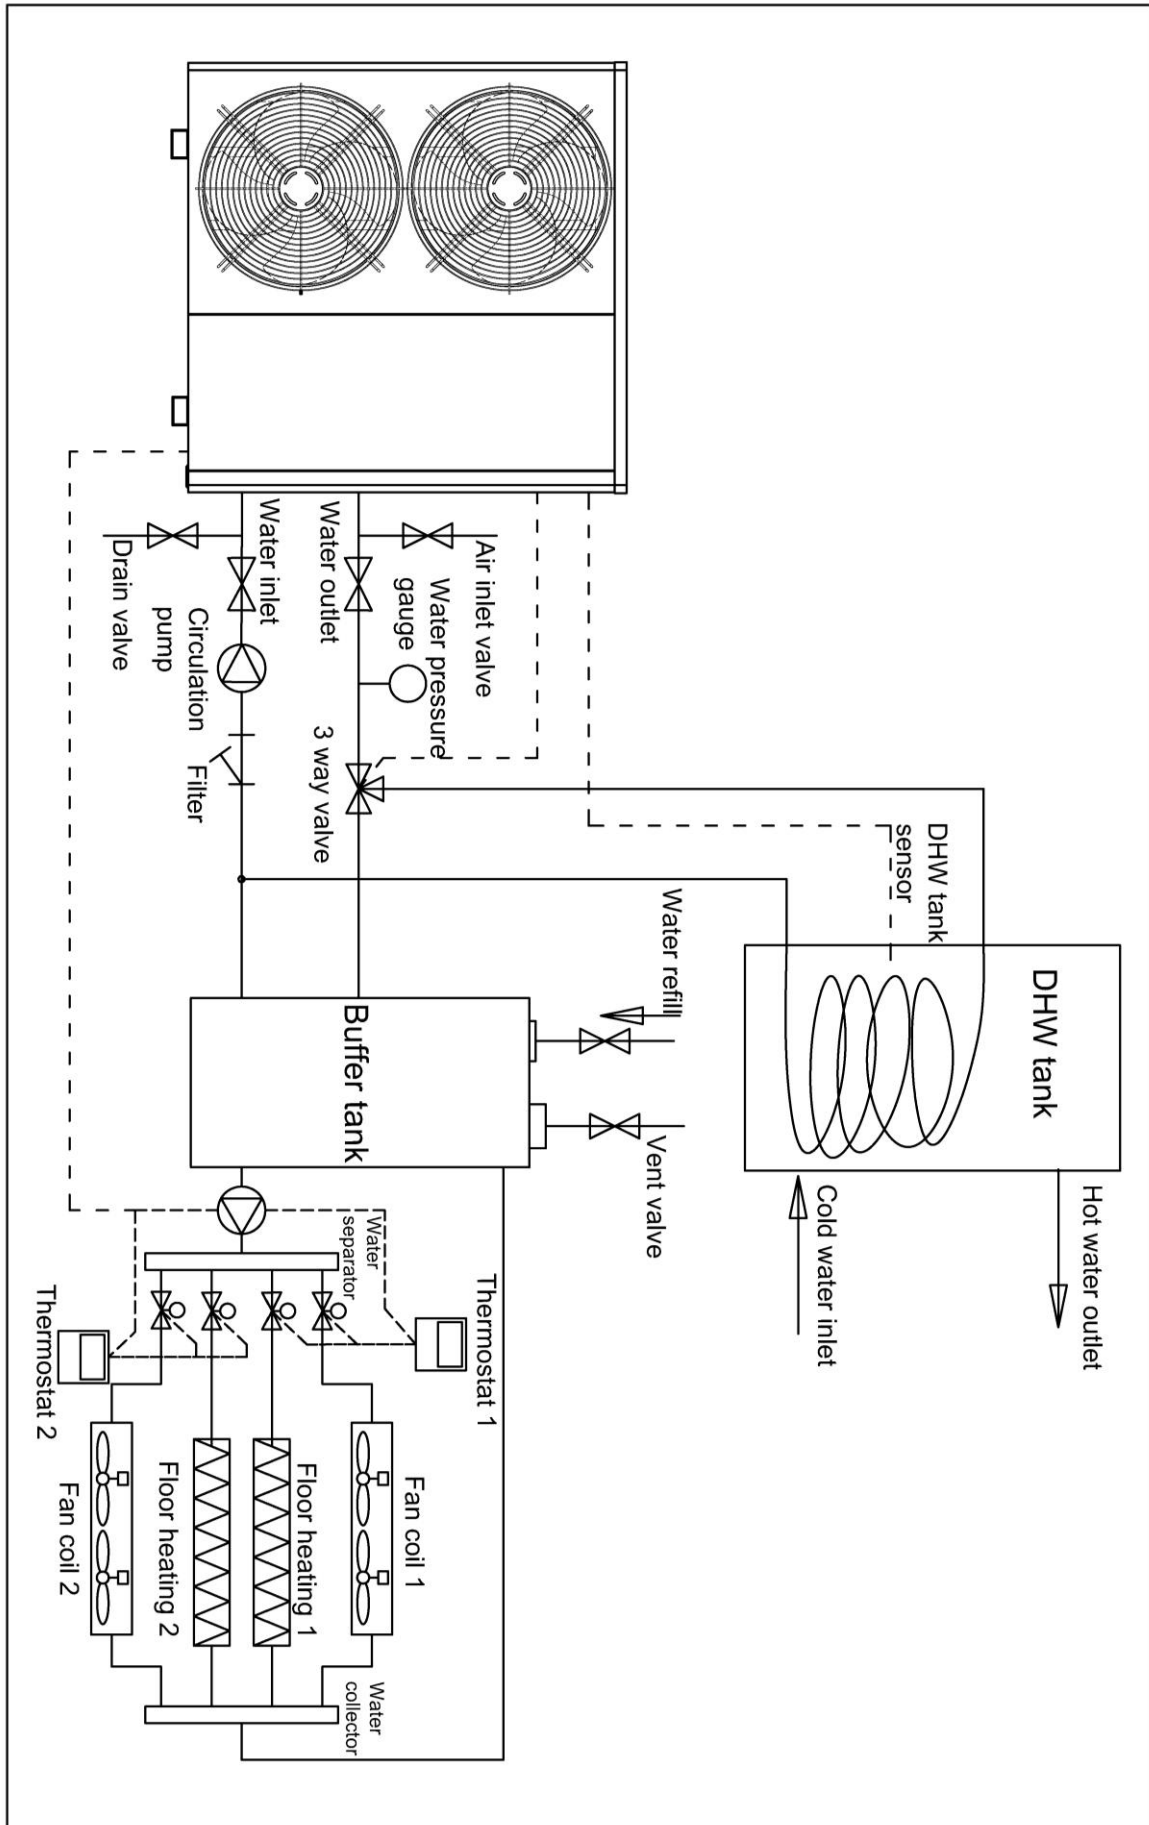 DHW tank
Hot water outlet
Cold water inlet
DHW tank
sensor
Water refill
Vent valve
Air inlet valve
Water pressure
gauge
Water outlet
3 way valve
Water inlet
Circulation
pump
Filter
Drain valve
Buffer tank
Water
separator
Thermostat 1
Fan coil 1
Floor heating 1
Water
collector
Floor heating 2
Thermostat 2
Fan coil 2